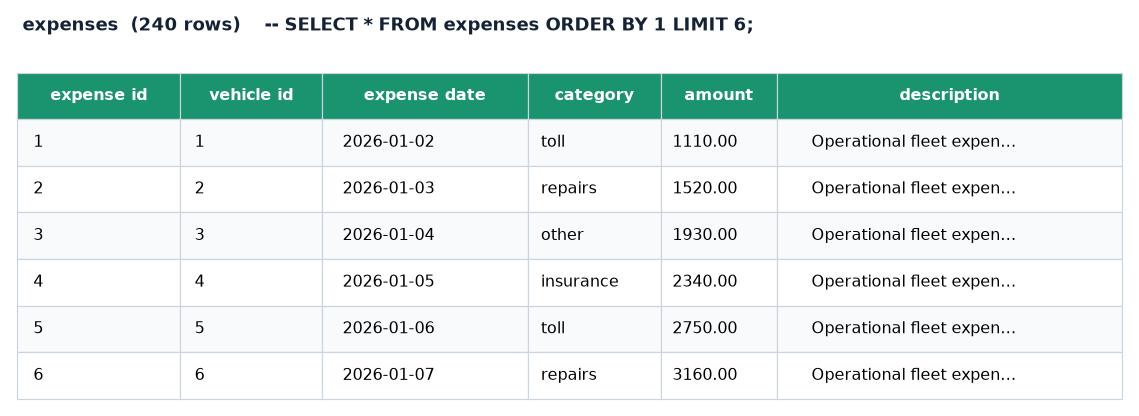 expenses (240 rows) -- SELECT * FROM expenses ORDER BY 1 LIMIT 6;
expense id vehicle id expense date category amount description
1 1 2026-01-02 toll 1110.00 Operational fleet expen...
2 2 2026-01-03 repairs 1520.00 Operational fleet expen...
3 3 2026-01-04 other 1930.00 Operational fleet expen...
4 4 2026-01-05 insurance 2340.00 Operational fleet expen...
5 5 2026-01-06 toll 2750.00 Operational fleet expen...
6 6 2026-01-07 repairs 3160.00 Operational fleet expen...